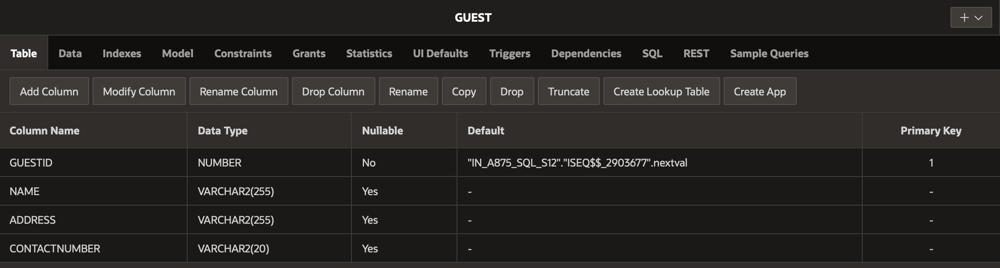 GUEST
Table Data Indexes Model Constraints Grants Statistics UI Defaults Triggers Dependencies SQL REST Sample Queries
Add Column Modify Column Rename Column Drop Column Rename Copy Drop Truncate Create Lookup Table Create App
Column Name Data Type Nullable Default Primary Key
GUESTID NUMBER No "IN_A875_SQL_S12"."ISEQ$$_2903677".nextval 1
NAME VARCHAR2(255) Yes - -
ADDRESS VARCHAR2(255) Yes - -
CONTACTNUMBER VARCHAR2(20) Yes - -